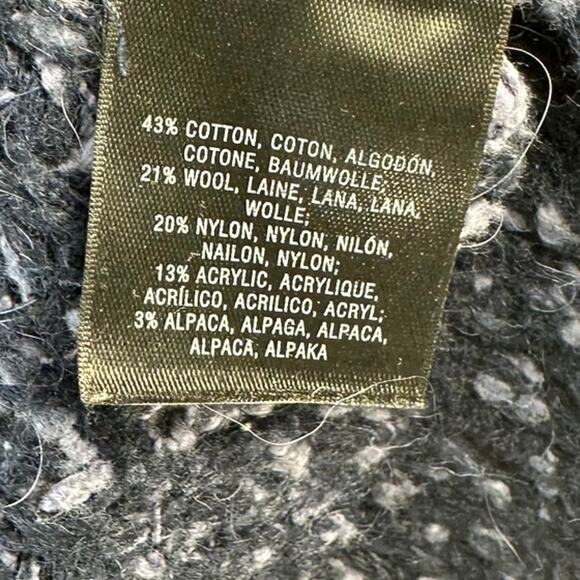 43% COTTON, COTON, ALGODÓN,
COTONE, BAUMWOLLE,
21% WOOL, LAINE, LANA, LANA,
WOLLE;
20% NYLON, NYLON, NILÓN,
NAILON, NYLON;
13% ACRYLIC, ACRYLIQUE,
ACRÍLICO, ACRILICO, ACRYL;
3% ALPACA, ALPAGA, ALPACA,
ALPACA, ALPAKA